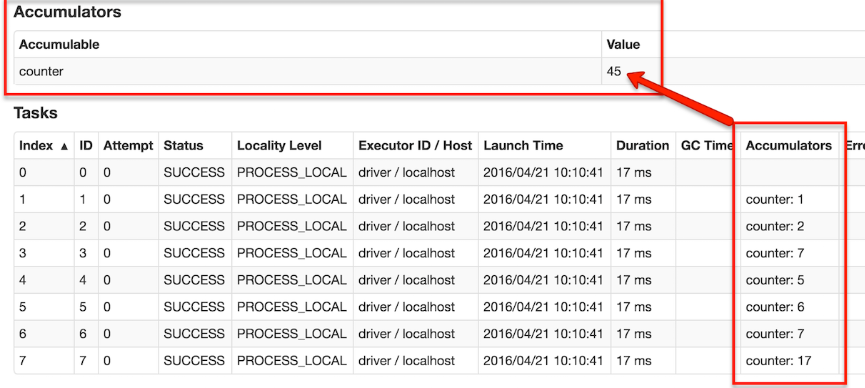 Accumulators
Accumulable Value
counter 45
Tasks
Index ▲ ID Attempt Status Locality Level Executor ID / Host Launch Time Duration GC Time Accumulators
0 0 0 SUCCESS PROCESS_LOCAL driver / localhost 2016/04/21 10:10:41 17 ms
1 1 0 SUCCESS PROCESS_LOCAL driver / localhost 2016/04/21 10:10:41 17 ms counter: 1
2 2 0 SUCCESS PROCESS_LOCAL driver / localhost 2016/04/21 10:10:41 17 ms counter: 2
3 3 0 SUCCESS PROCESS_LOCAL driver / localhost 2016/04/21 10:10:41 17 ms counter: 7
4 4 0 SUCCESS PROCESS_LOCAL driver / localhost 2016/04/21 10:10:41 17 ms counter: 5
5 5 0 SUCCESS PROCESS_LOCAL driver / localhost 2016/04/21 10:10:41 17 ms counter: 6
6 6 0 SUCCESS PROCESS_LOCAL driver / localhost 2016/04/21 10:10:41 17 ms counter: 7
7 7 0 SUCCESS PROCESS_LOCAL driver / localhost 2016/04/21 10:10:41 17 ms counter: 17